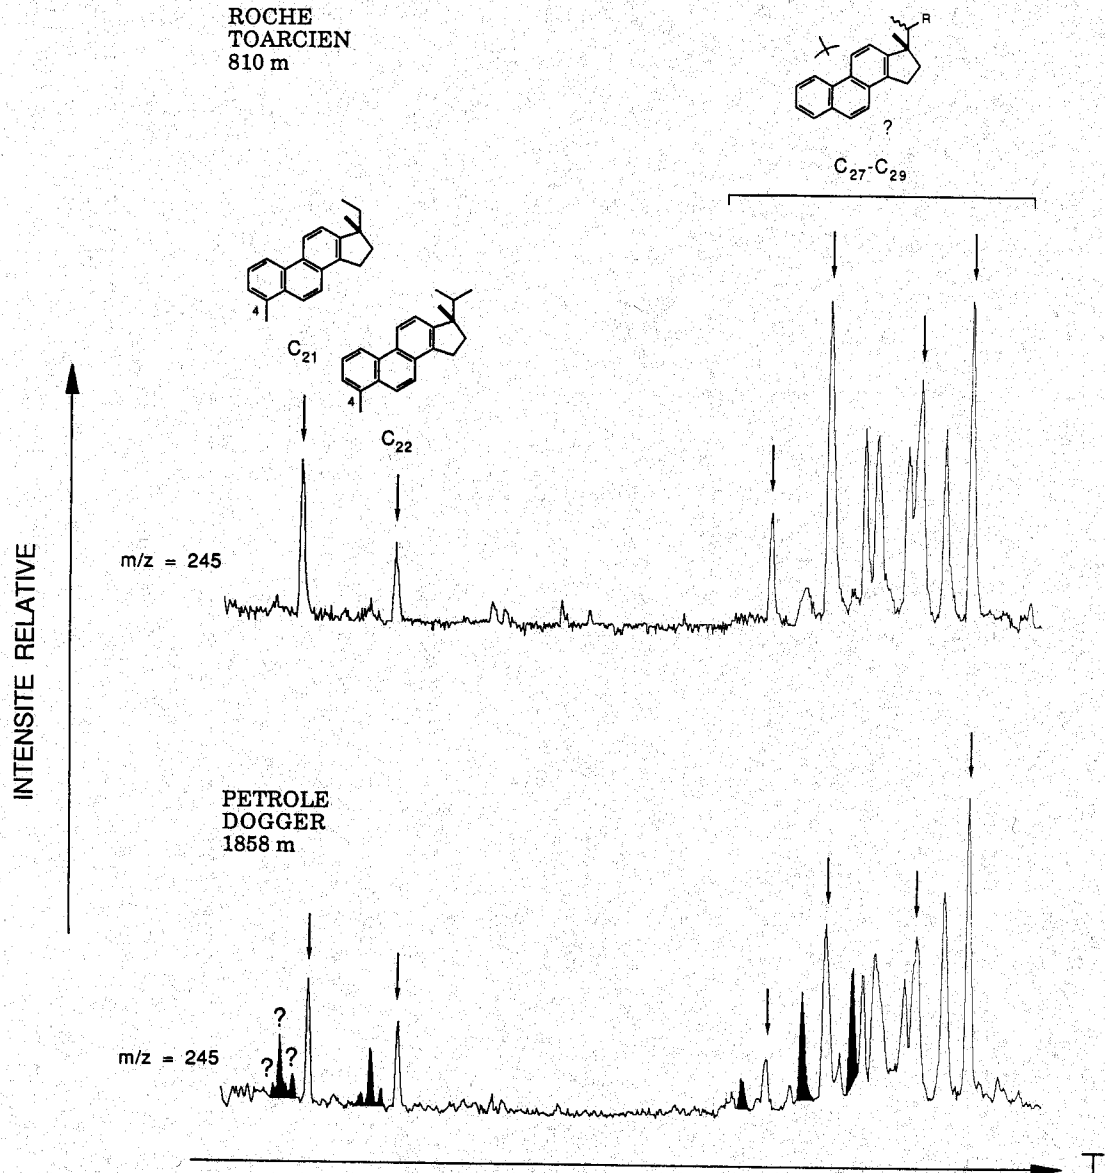 ROCHE
TOARCIEN
810 m
R
?
C27-C29
4
C21
4
C22
INTENSITE RELATIVE
m/z = 245
PETROLE
DOGGER
1858 m
?
? ?
m/z = 245
T